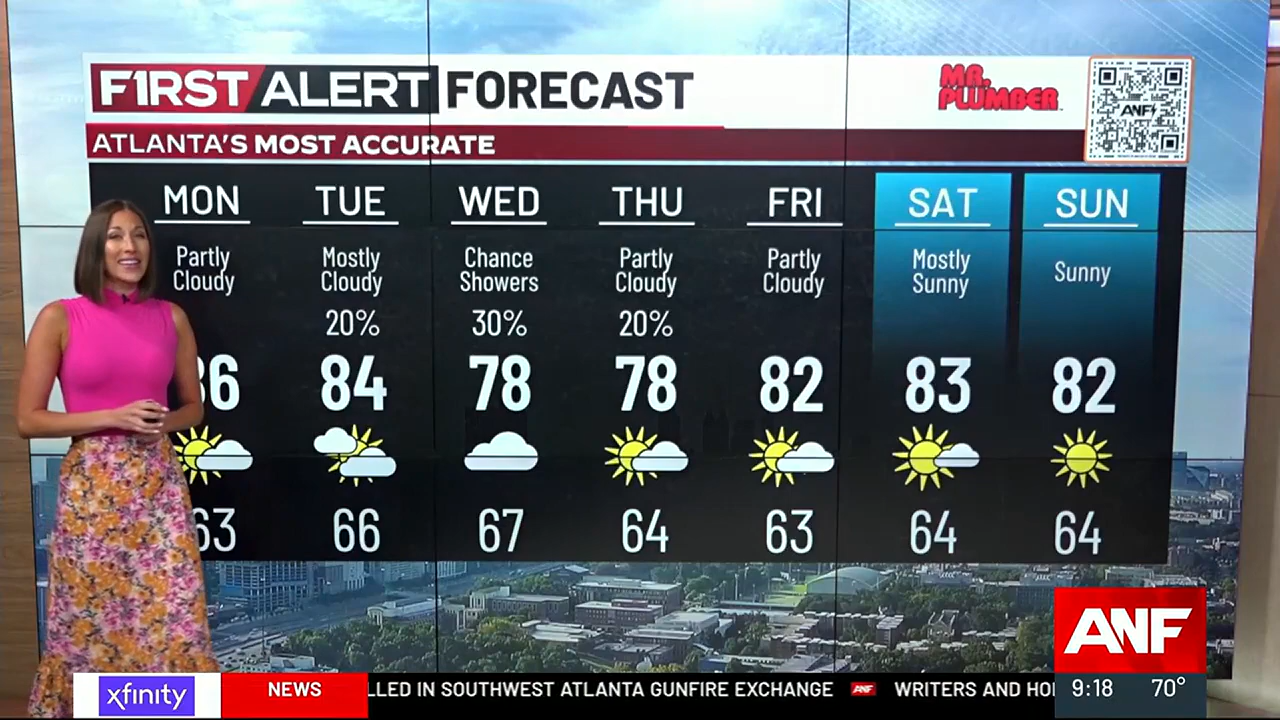 F1RST ALERT FORECAST
MR. PLUMBER
ANF
ATLANTA'S MOST ACCURATE
MON TUE WED THU FRI SAT SUN
Partly Cloudy
Mostly Cloudy
Chance Showers
Partly Cloudy
Partly Cloudy
Mostly Sunny
Sunny
20% 30% 20%
84 78 78 82 83 82
63 66 67 64 63 64 64
ANF
xfinity
NEWS
LLED IN SOUTHWEST ATLANTA GUNFIRE EXCHANGE ANF WRITERS AND HO
9:18 70°